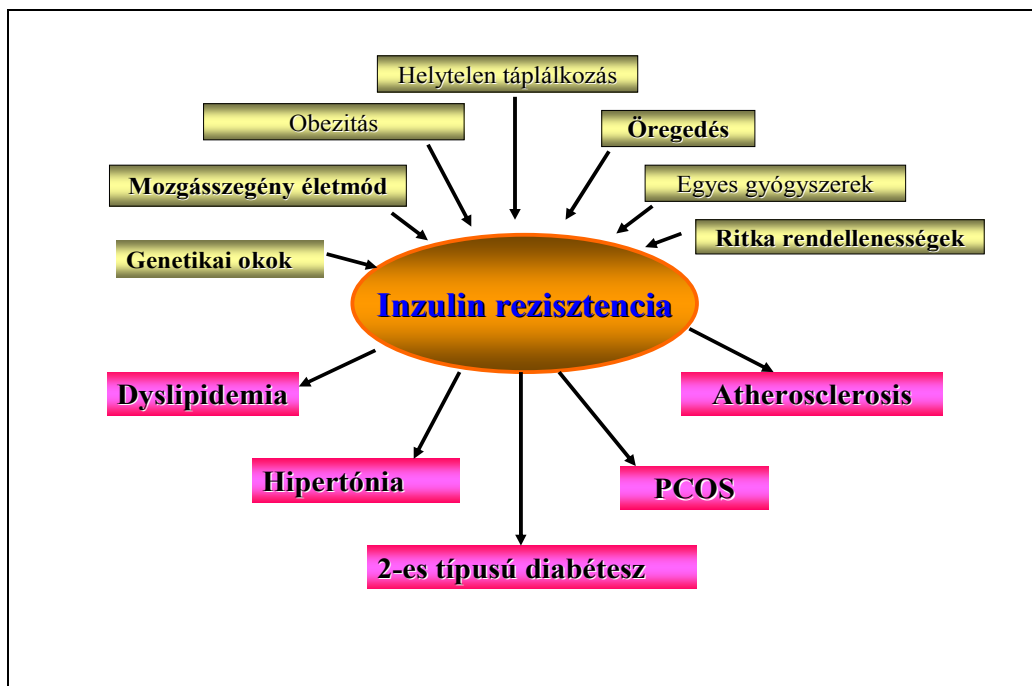 Helytelen táplálkozás
Obezitás
Öregedés
Mozgásszegény életmód
Egyes gyógyszerek
Ritka rendellenességek
Genetikai okok
Inzulin rezisztencia
Dyslipidemia
Atherosclerosis
Hipertónia
PCOS
2-es típusú diabétesz